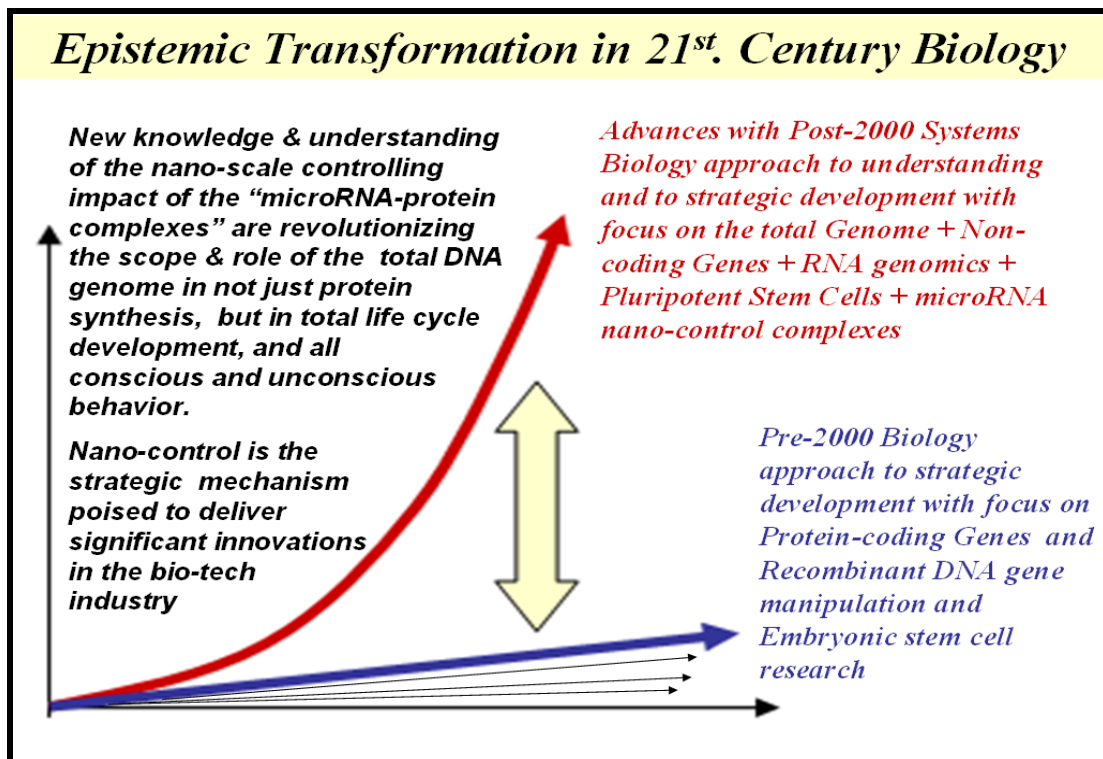 Epistemic Transformation in 21st. Century Biology
New knowledge & understanding
of the nano-scale controlling
impact of the “microRNA-protein
complexes” are revolutionizing
the scope & role of the total DNA
genome in not just protein
synthesis, but in total life cycle
development, and all
conscious and unconscious
behavior.
Nano-control is the
strategic mechanism
poised to deliver
significant innovations
in the bio-tech
industry
Advances with Post-2000 Systems
Biology approach to understanding
and to strategic development with
focus on the total Genome + Non-
coding Genes + RNA genomics +
Pluripotent Stem Cells + microRNA
nano-control complexes
Pre-2000 Biology
approach to strategic
development with focus on
Protein-coding Genes and
Recombinant DNA gene
manipulation and
Embryonic stem cell
research